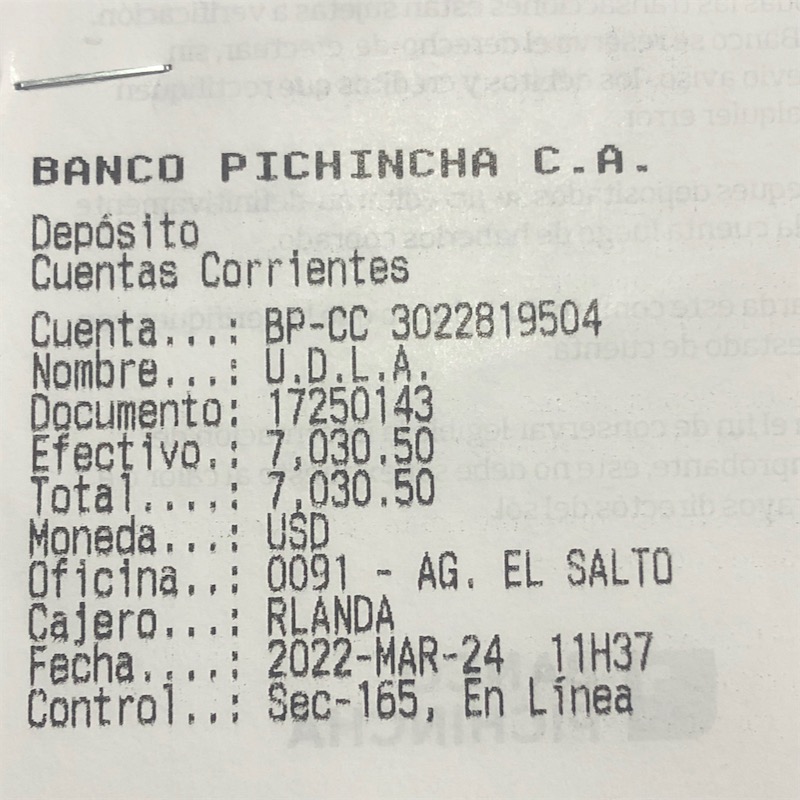 BANCO PICHINCHA C.A.
Depósito
Cuentas Corrientes
Cuenta...: BP-CC 3022819504
Nombre...: U.D.L.A.
Documento: 17250143
Efectivo.: 7,030.50
Total....: 7,030.50
Moneda...: USD
Oficina..: 0091 - AG. EL SALTO
Cajero...: RLANDA
Fecha....: 2022-MAR-24 11H37
Control..: Sec-165, En Línea